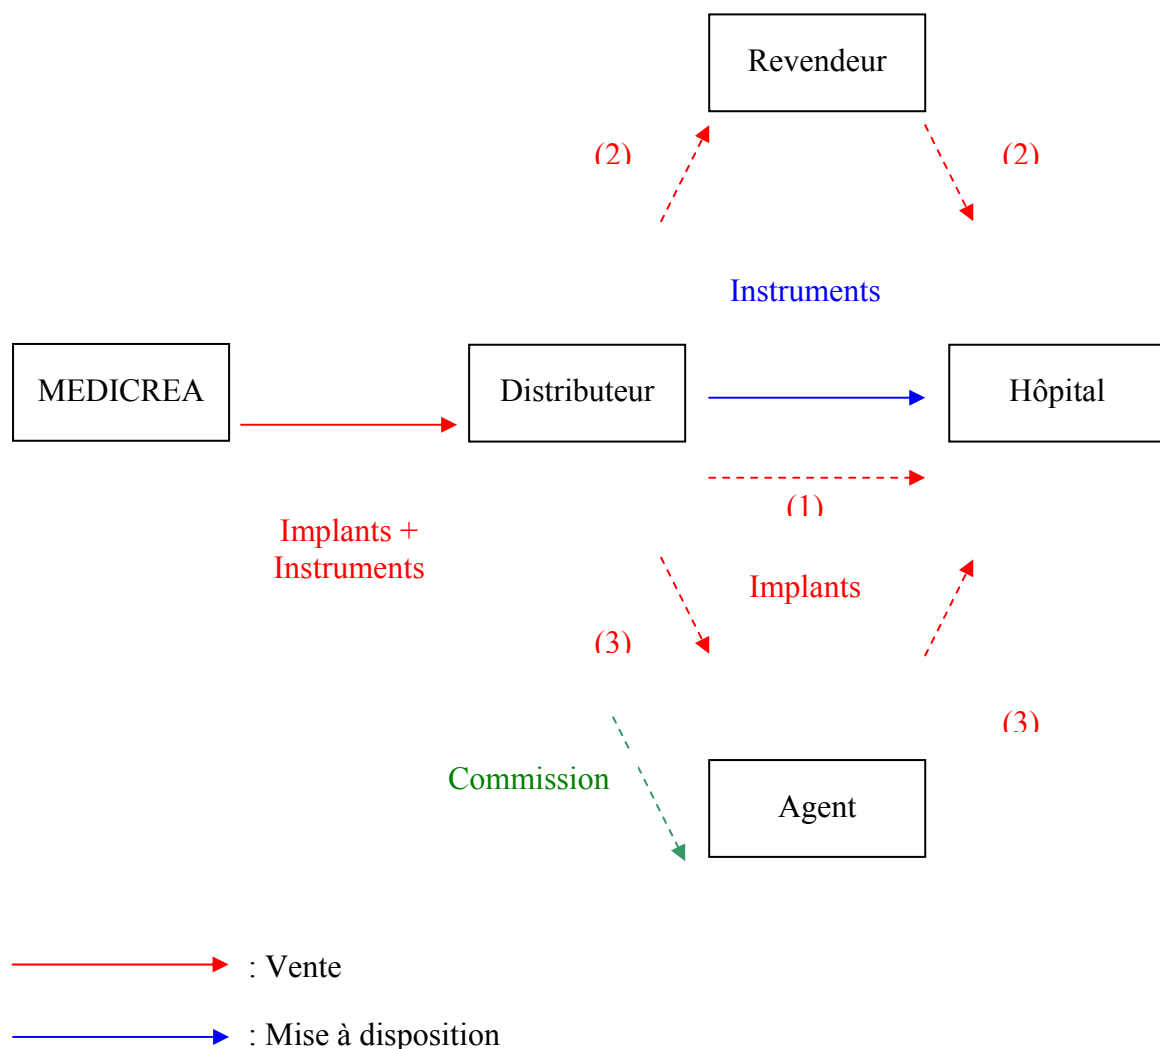 Revendeur
(2)
(2)
Instruments
MEDICREA
Distributeur
Hôpital
(1)
Implants +
Instruments
Implants
(3)
(3)
Commission
Agent
: Vente
: Mise à disposition